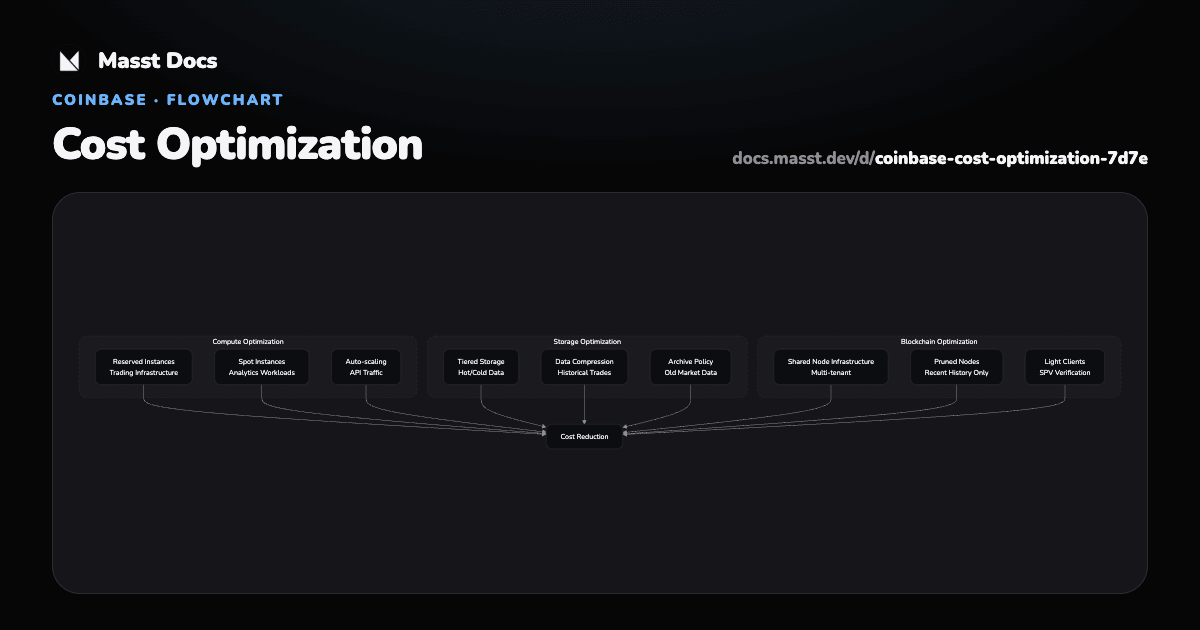 Masst Docs
COINBASE · FLOWCHART
Cost Optimization
docs.masst.dev/d/coinbase-cost-optimization-7d7e
Compute Optimization
Reserved Instances
Trading Infrastructure
Spot Instances
Analytics Workloads
Auto-scaling
API Traffic
Storage Optimization
Tiered Storage
Hot/Cold Data
Data Compression
Historical Trades
Archive Policy
Old Market Data
Blockchain Optimization
Shared Node Infrastructure
Multi-tenant
Pruned Nodes
Recent History Only
Light Clients
SPV Verification
Cost Reduction